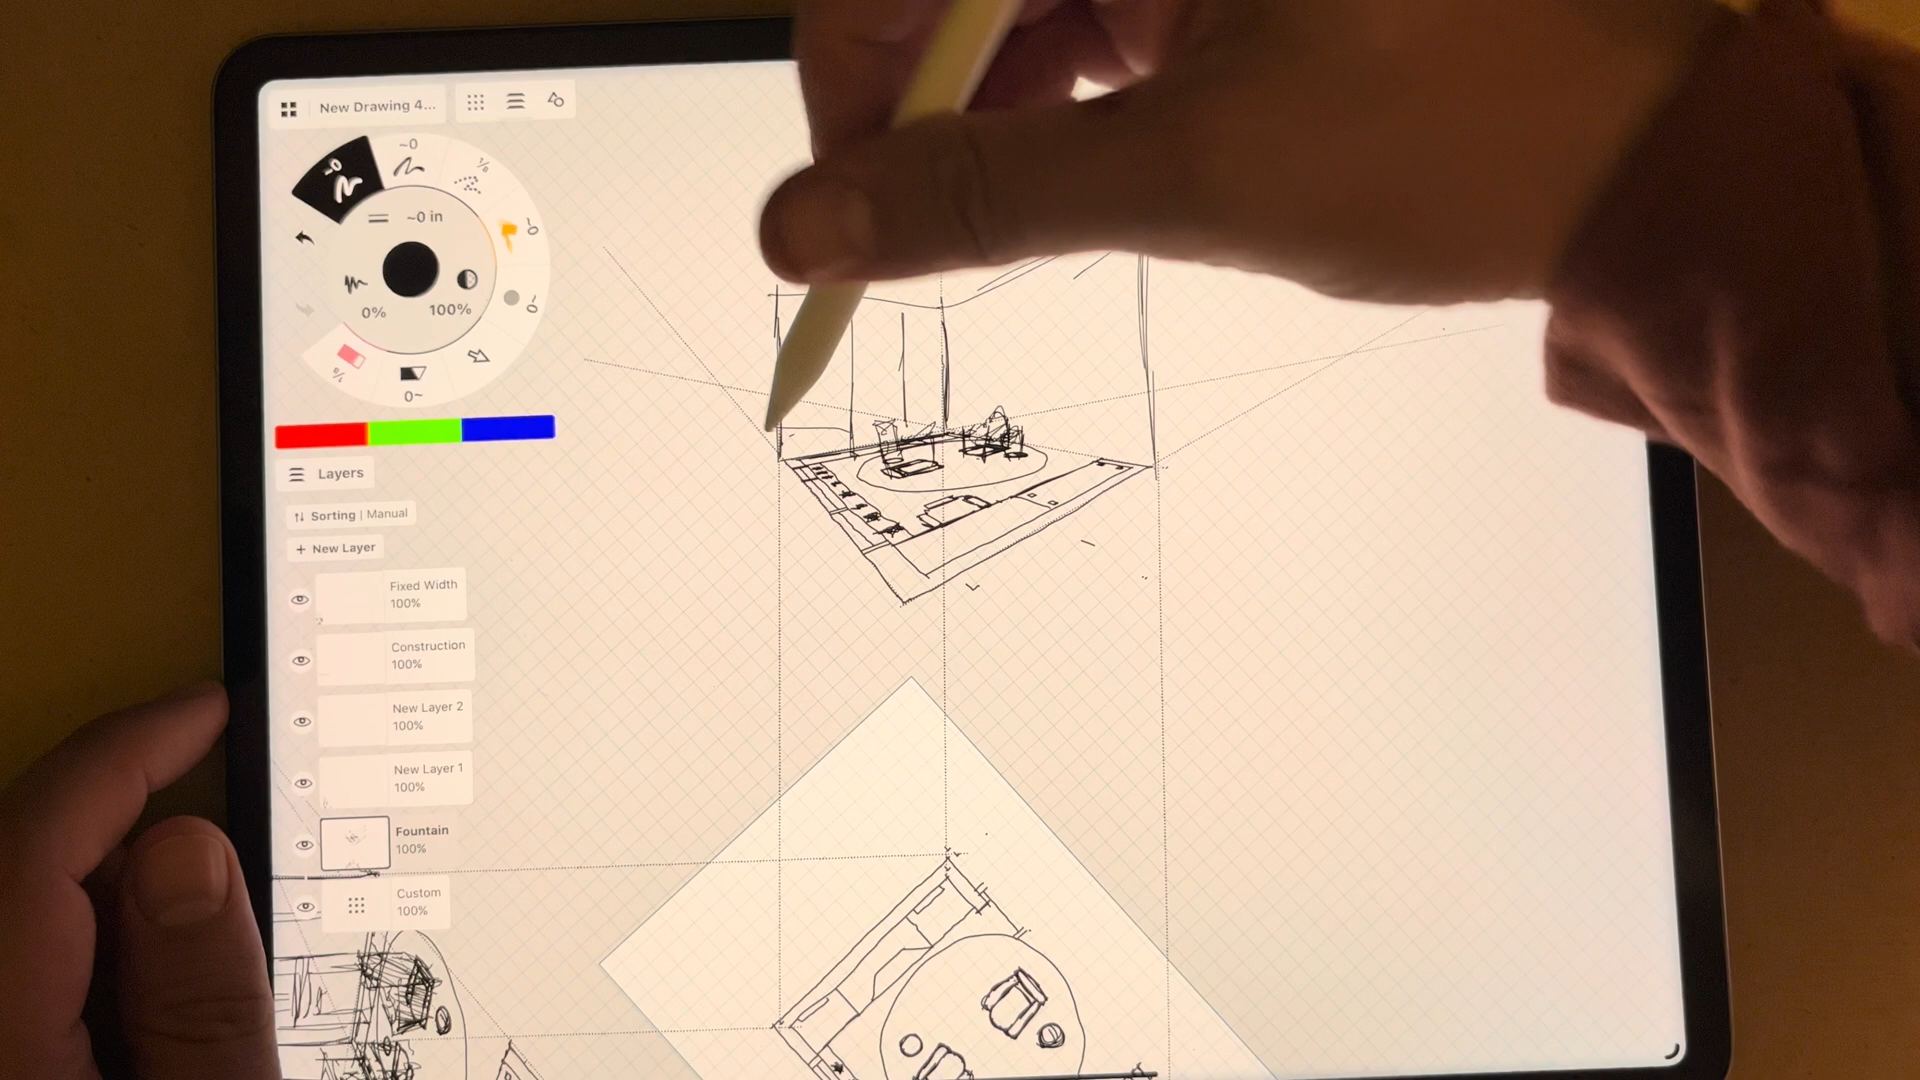 New Drawing 4...
~0
~0 in
0%
100%
Layers
Sorting | Manual
+ New Layer
Fixed Width
100%
Construction
100%
New Layer 2
100%
New Layer 1
100%
Fountain
100%
Custom
100%